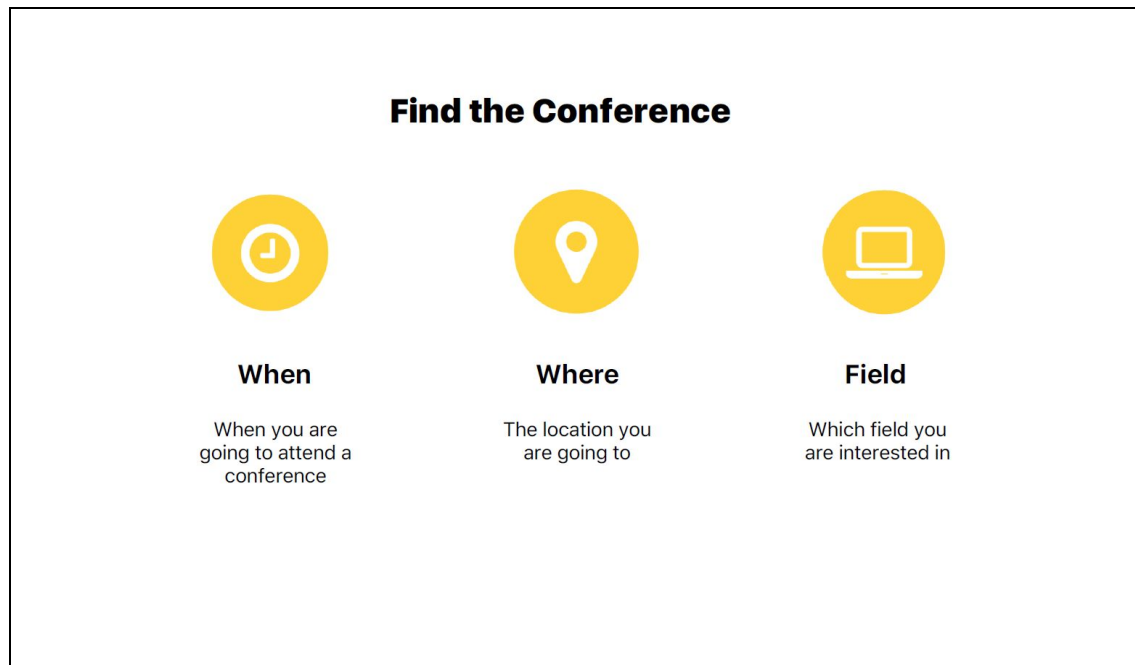 Find the Conference
When
When you are
going to attend a
conference
Where
The location you
are going to
Field
Which field you
are interested in